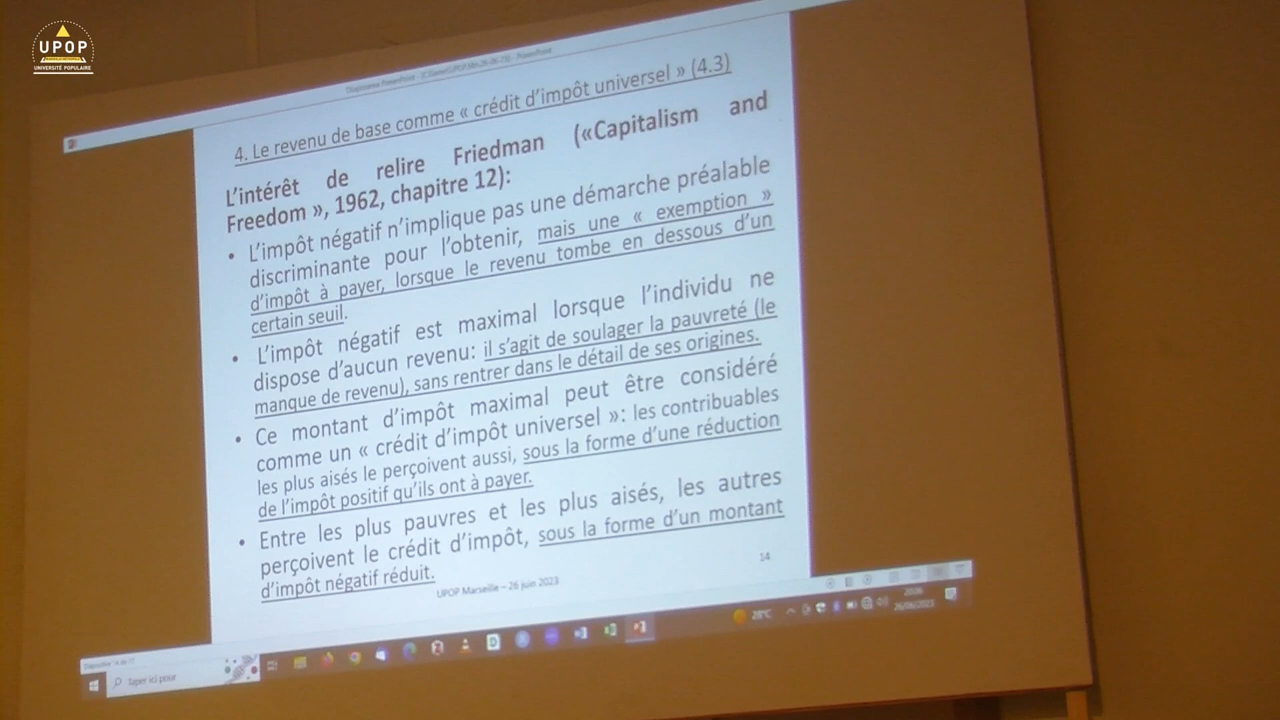 UPOP
UNIVERSITÉ POPULAIRE
4. Le revenu de base comme « crédit d'impôt universel » (4.3)
L'intérêt de relire Friedman («Capitalism and
Freedom », 1962, chapitre 12):
• L'impôt négatif n'implique pas une démarche préalable
discriminante pour l'obtenir, mais une « exemption »
d'impôt à payer, lorsque le revenu tombe en dessous d'un
certain seuil.
• L'impôt négatif est maximal lorsque l'individu ne
dispose d'aucun revenu: il s'agit de soulager la pauvreté (le
manque de revenu), sans rentrer dans le détail de ses origines.
• Ce montant d'impôt maximal peut être considéré
comme un « crédit d'impôt universel »: les contribuables
les plus aisés le perçoivent aussi, sous la forme d'une réduction
de l'impôt positif qu'ils ont à payer.
• Entre les plus pauvres et les plus aisés, les autres
perçoivent le crédit d'impôt, sous la forme d'un montant
d'impôt négatif réduit.
UPOP Marseille – 26 juin 2023
14
Taper ici pour
28°C
20:06
26/06/2023